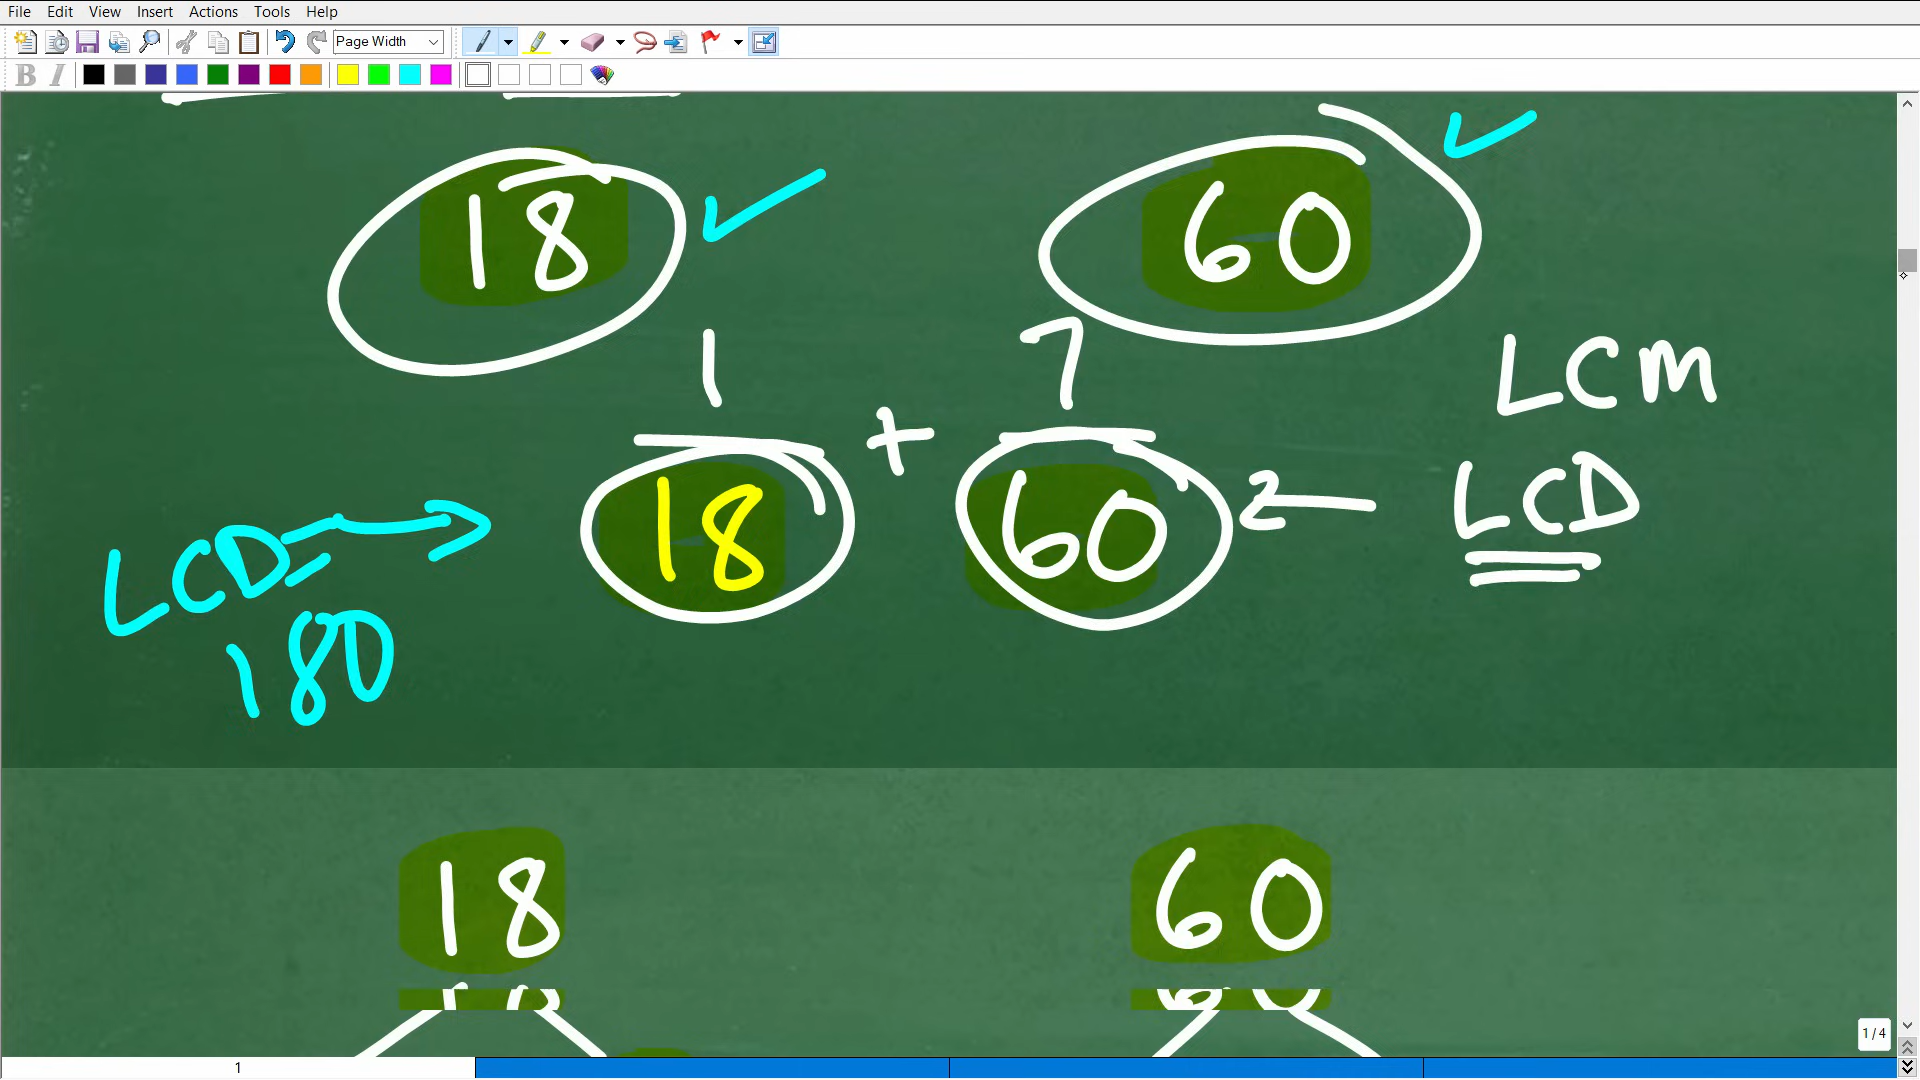 File Edit View Insert Actions Tools Help
Page Width
B I
18 60
1 7 LCM
18 + 60 LCD
LCD
180
18 60
1/4
1